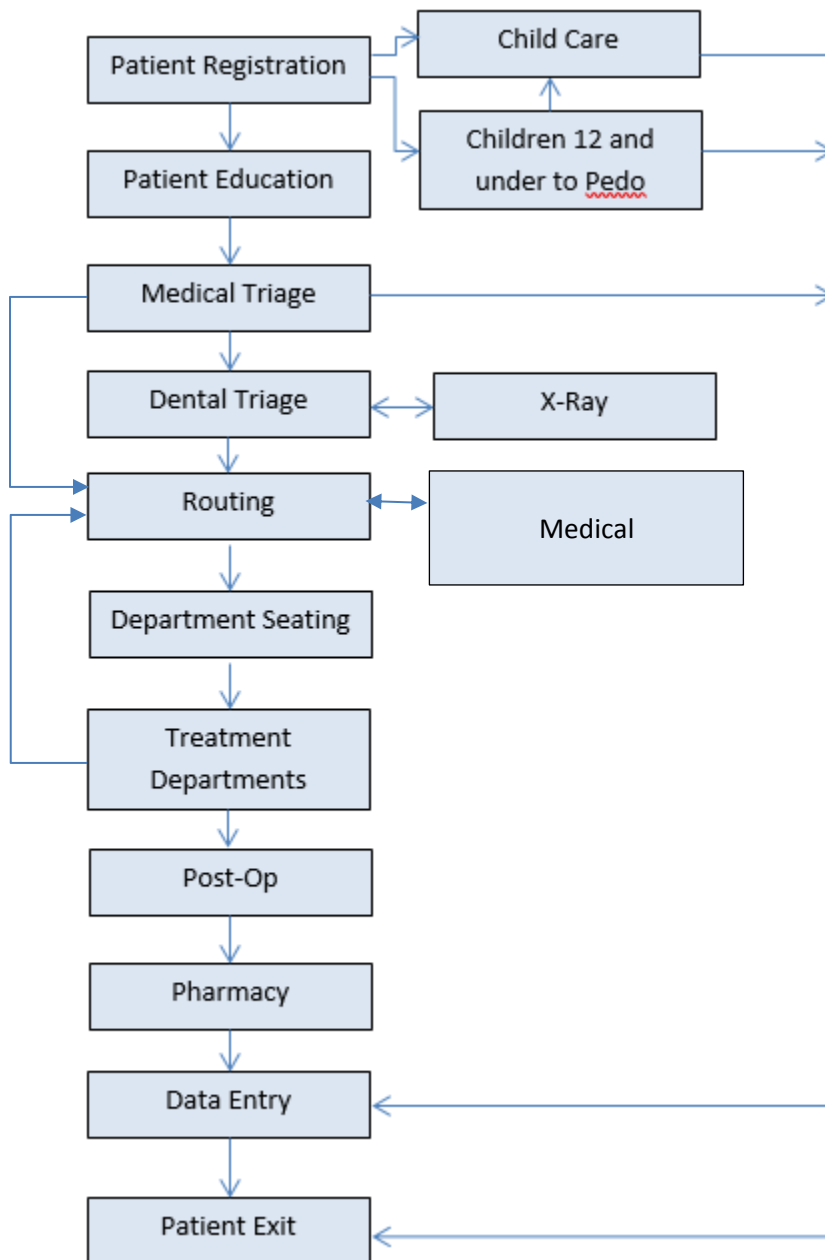 Patient Registration
Child Care
Children 12 and
under to Pedo
Patient Education
Medical Triage
Dental Triage
X-Ray
Routing
Medical
Department Seating
Treatment
Departments
Post-Op
Pharmacy
Data Entry
Patient Exit